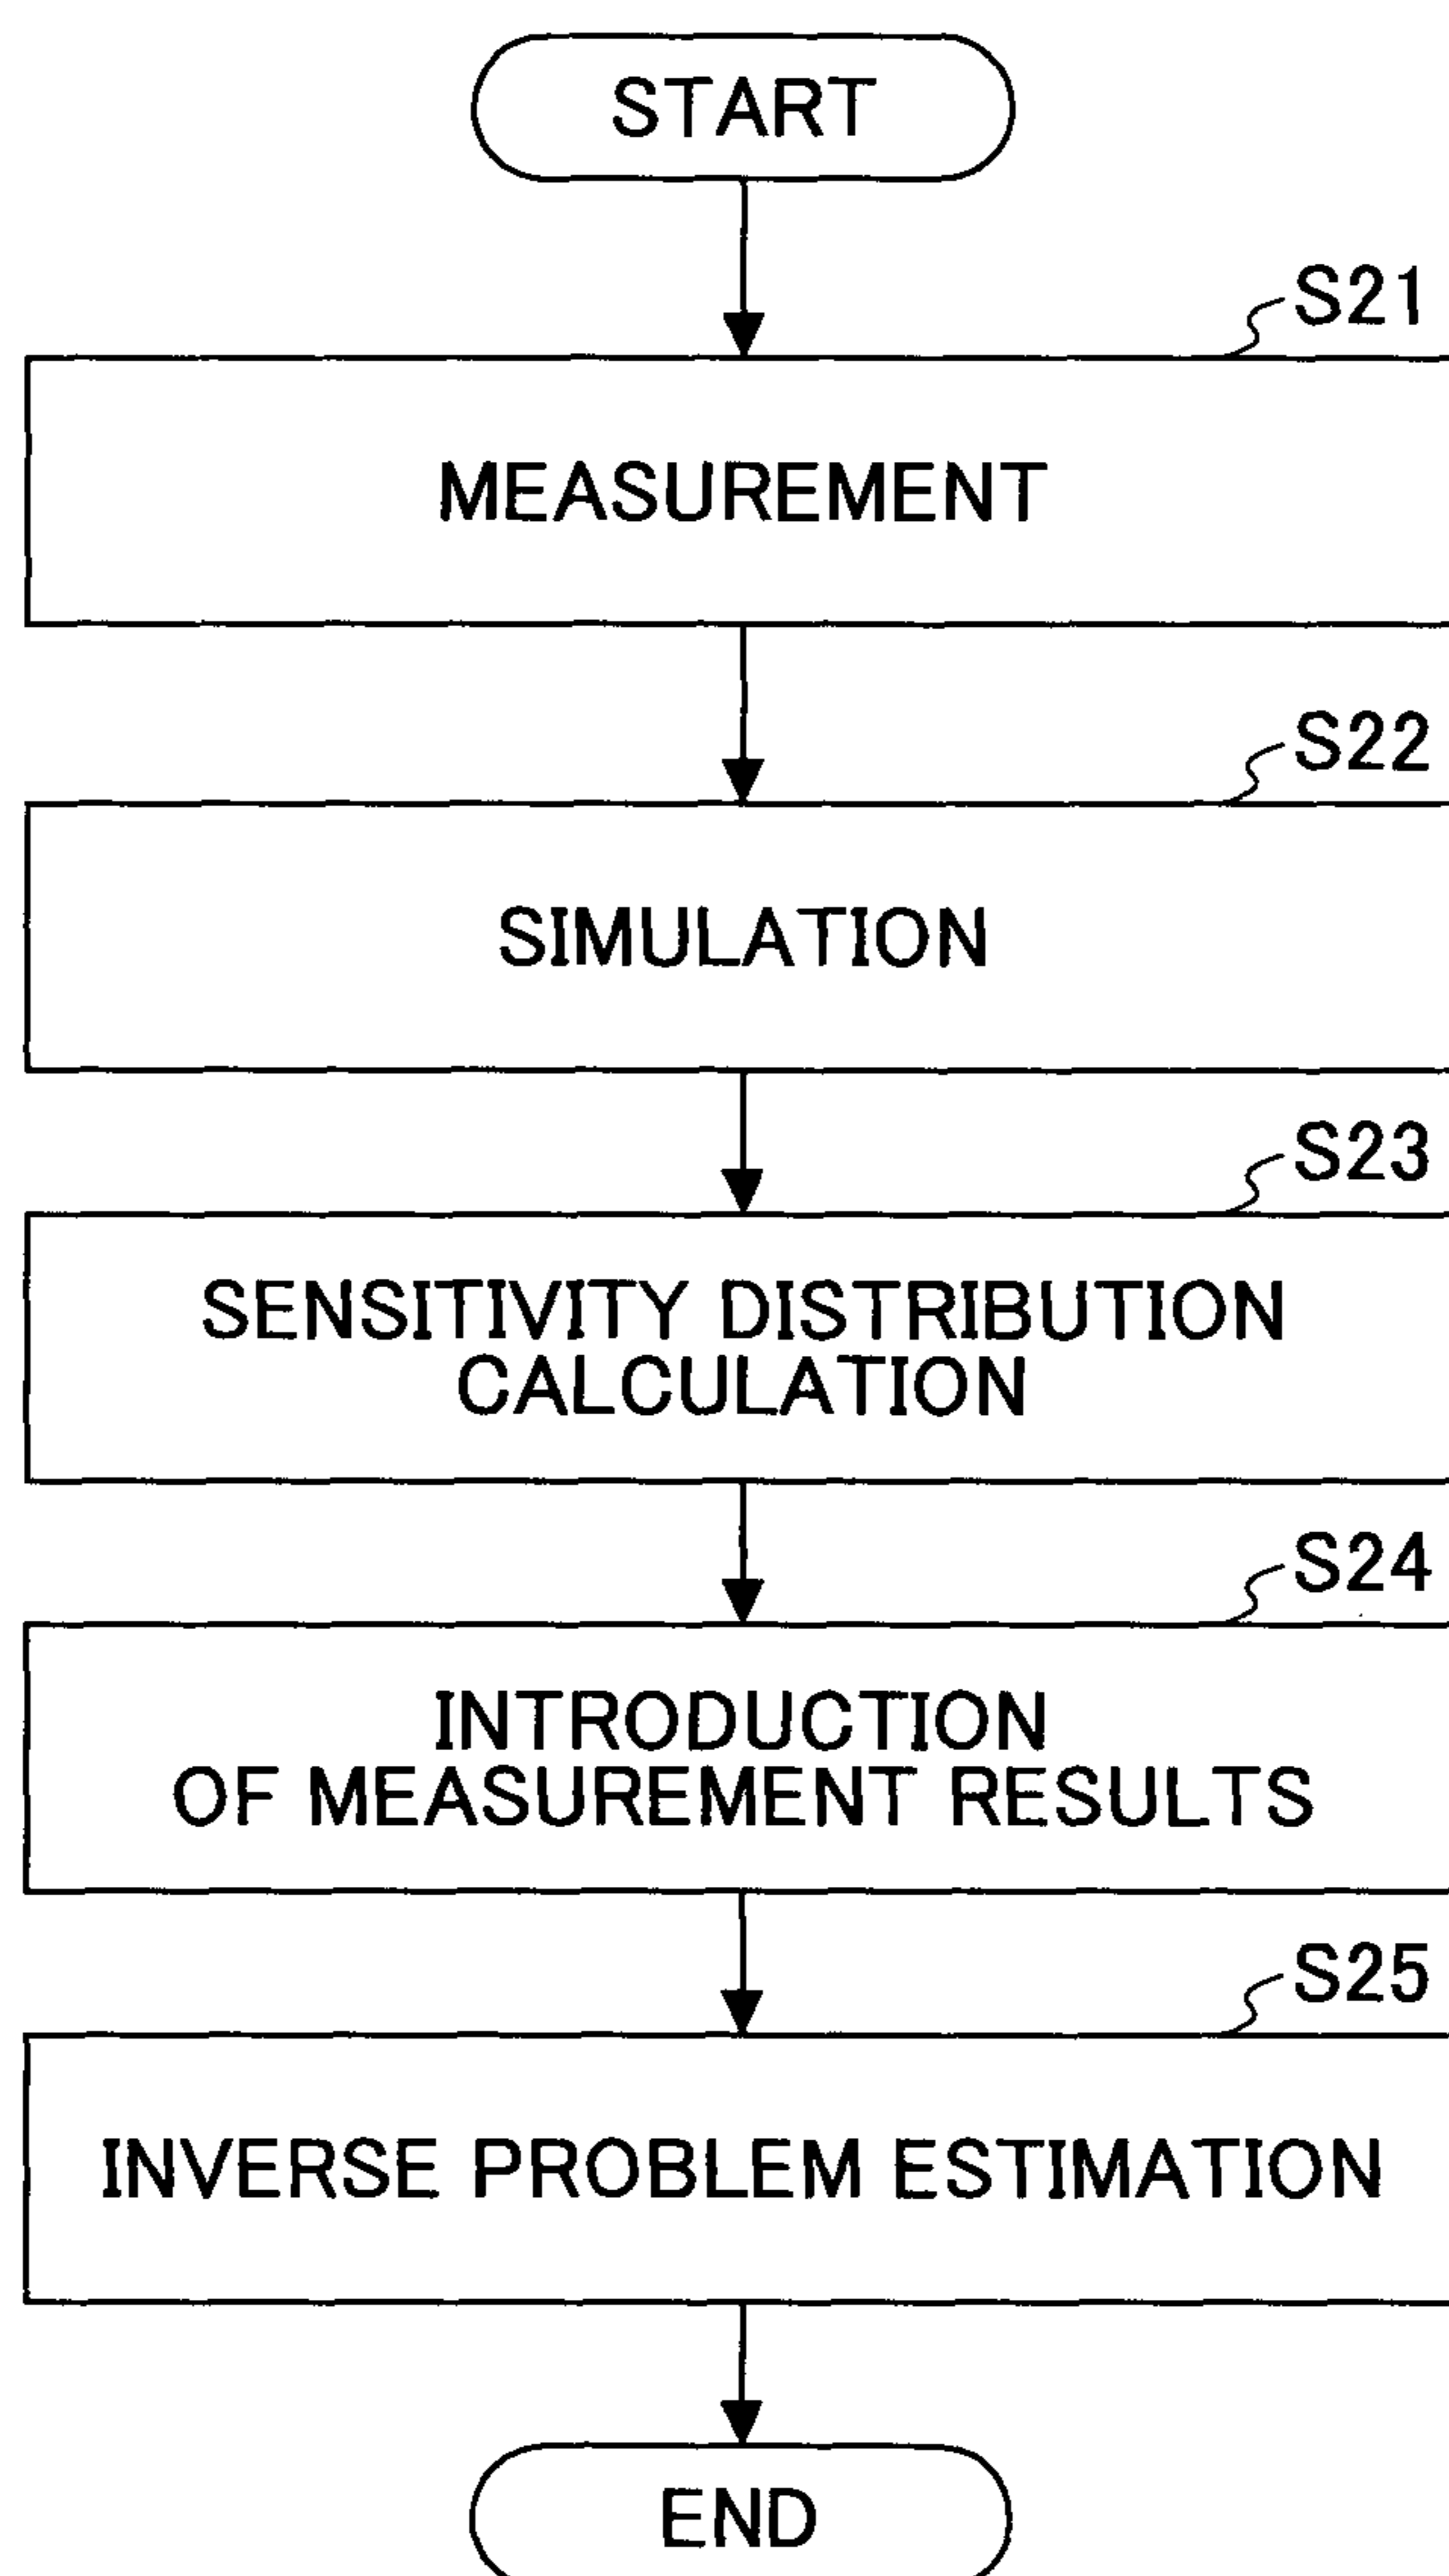 START
S21
MEASUREMENT
S22
SIMULATION
S23
SENSITIVITY DISTRIBUTION
CALCULATION
S24
INTRODUCTION
OF MEASUREMENT RESULTS
S25
INVERSE PROBLEM ESTIMATION
END